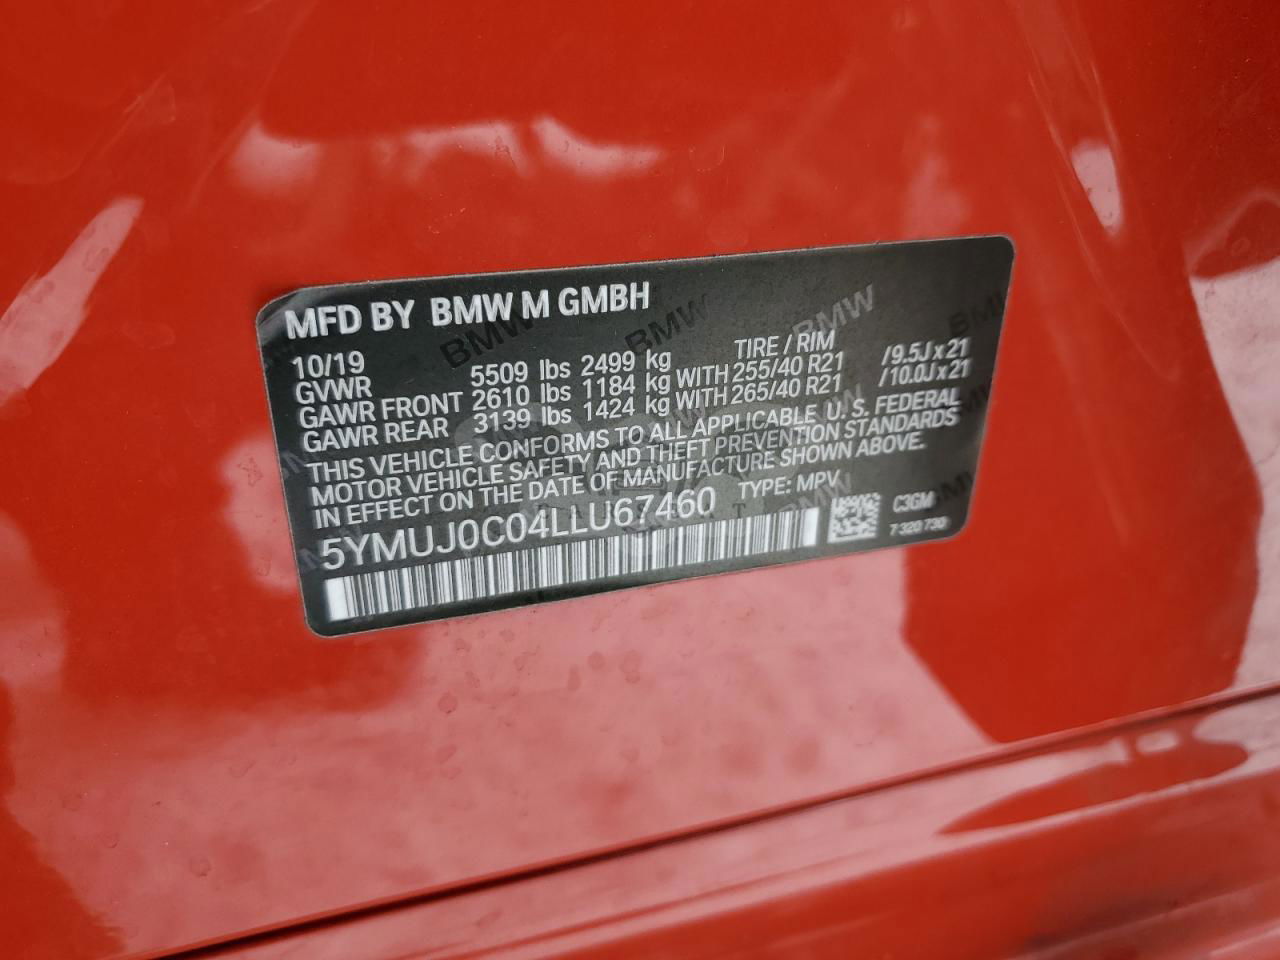 MFD BY BMW M GMBH
10/19
GVWR 5509 lbs 2499 kg TIRE / RIM
GAWR FRONT 2610 lbs 1184 kg WITH 255/40 R21 /9.5J x 21
GAWR REAR 3139 lbs 1424 kg WITH 265/40 R21 /10.0J x 21
THIS VEHICLE CONFORMS TO ALL APPLICABLE U. S. FEDERAL
MOTOR VEHICLE SAFETY AND THEFT PREVENTION STANDARDS
IN EFFECT ON THE DATE OF MANUFACTURE SHOWN ABOVE.
5YMUJ0C04LLU67460 TYPE: MPV
C3GM
7 320 730